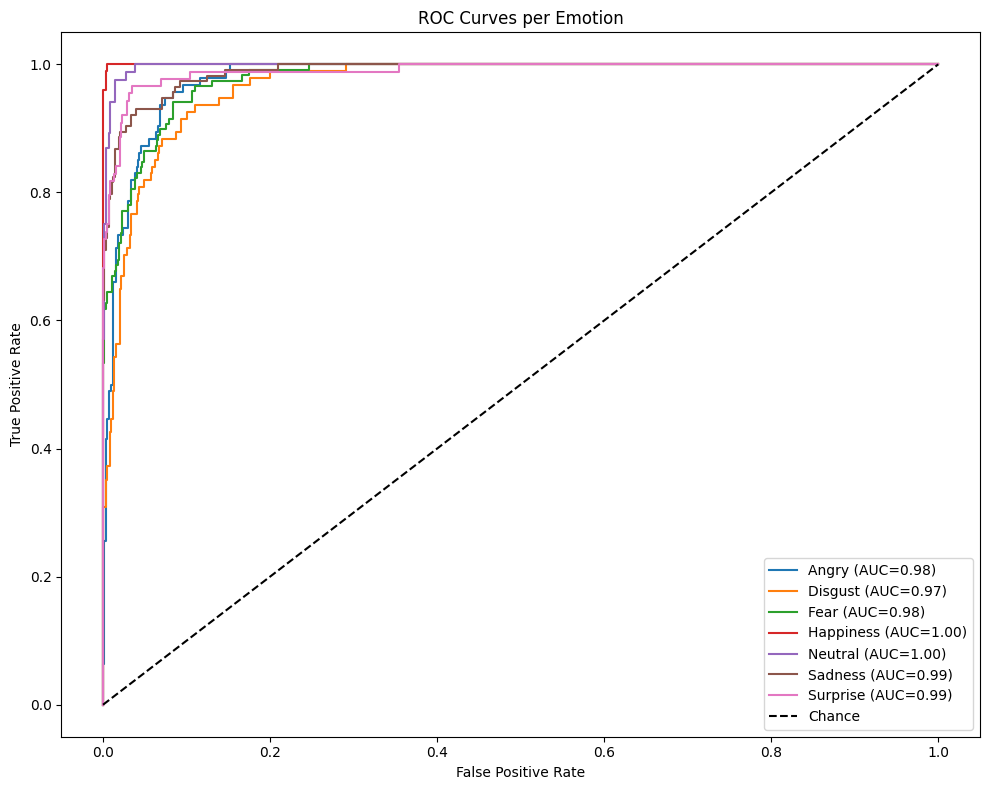 ROC Curves per Emotion
True Positive Rate
1.0
0.8
0.6
0.4
0.2
0.0
0.0 0.2 0.4 0.6 0.8 1.0
False Positive Rate
Angry (AUC=0.98)
Disgust (AUC=0.97)
Fear (AUC=0.98)
Happiness (AUC=1.00)
Neutral (AUC=1.00)
Sadness (AUC=0.99)
Surprise (AUC=0.99)
Chance